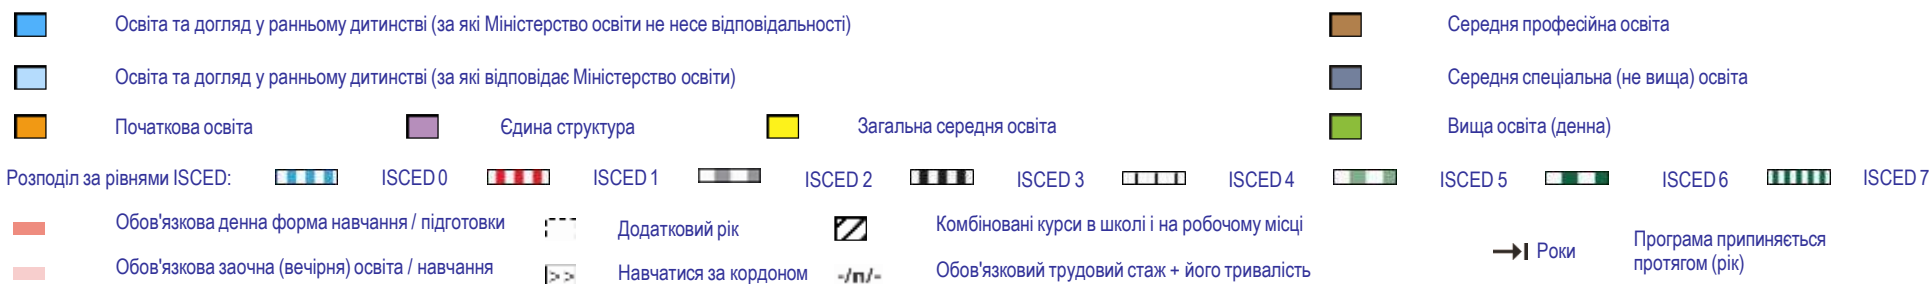 Освіта та догляд у ранньому дитинстві (за які Міністерство освіти не несе відповідальності)
Середня професійна освіта
Освіта та догляд у ранньому дитинстві (за які відповідає Міністерство освіти)
Середня спеціальна (не вища) освіта
Початкова освіта
Єдина структура
Загальна середня освіта
Вища освіта (денна)
Розподіл за рівнями ISCED:
ISCED 0
ISCED 1
ISCED 2
ISCED 3
ISCED 4
ISCED 5
ISCED 6
ISCED 7
Обов'язкова денна форма навчання / підготовки
Додатковий рік
Комбіновані курси в школі і на робочому місці
Роки
Програма припиняється
протягом (рік)
Обов'язкова заочна (вечірня) освіта / навчання
>>
Навчатися за кордоном
-/n/-
Обов'язковий трудовий стаж + його тривалість